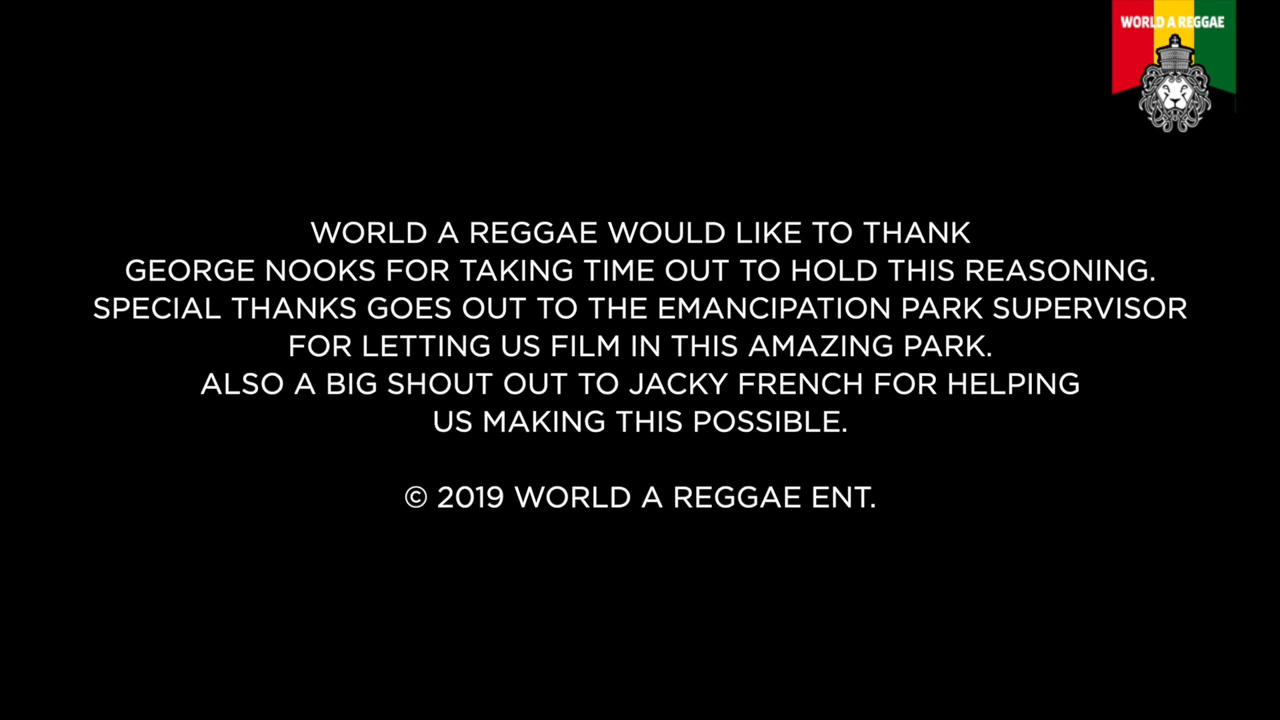 WORLD A REGGAE
WORLD A REGGAE WOULD LIKE TO THANK
GEORGE NOOKS FOR TAKING TIME OUT TO HOLD THIS REASONING.
SPECIAL THANKS GOES OUT TO THE EMANCIPATION PARK SUPERVISOR
FOR LETTING US FILM IN THIS AMAZING PARK.
ALSO A BIG SHOUT OUT TO JACKY FRENCH FOR HELPING
US MAKING THIS POSSIBLE.
© 2019 WORLD A REGGAE ENT.